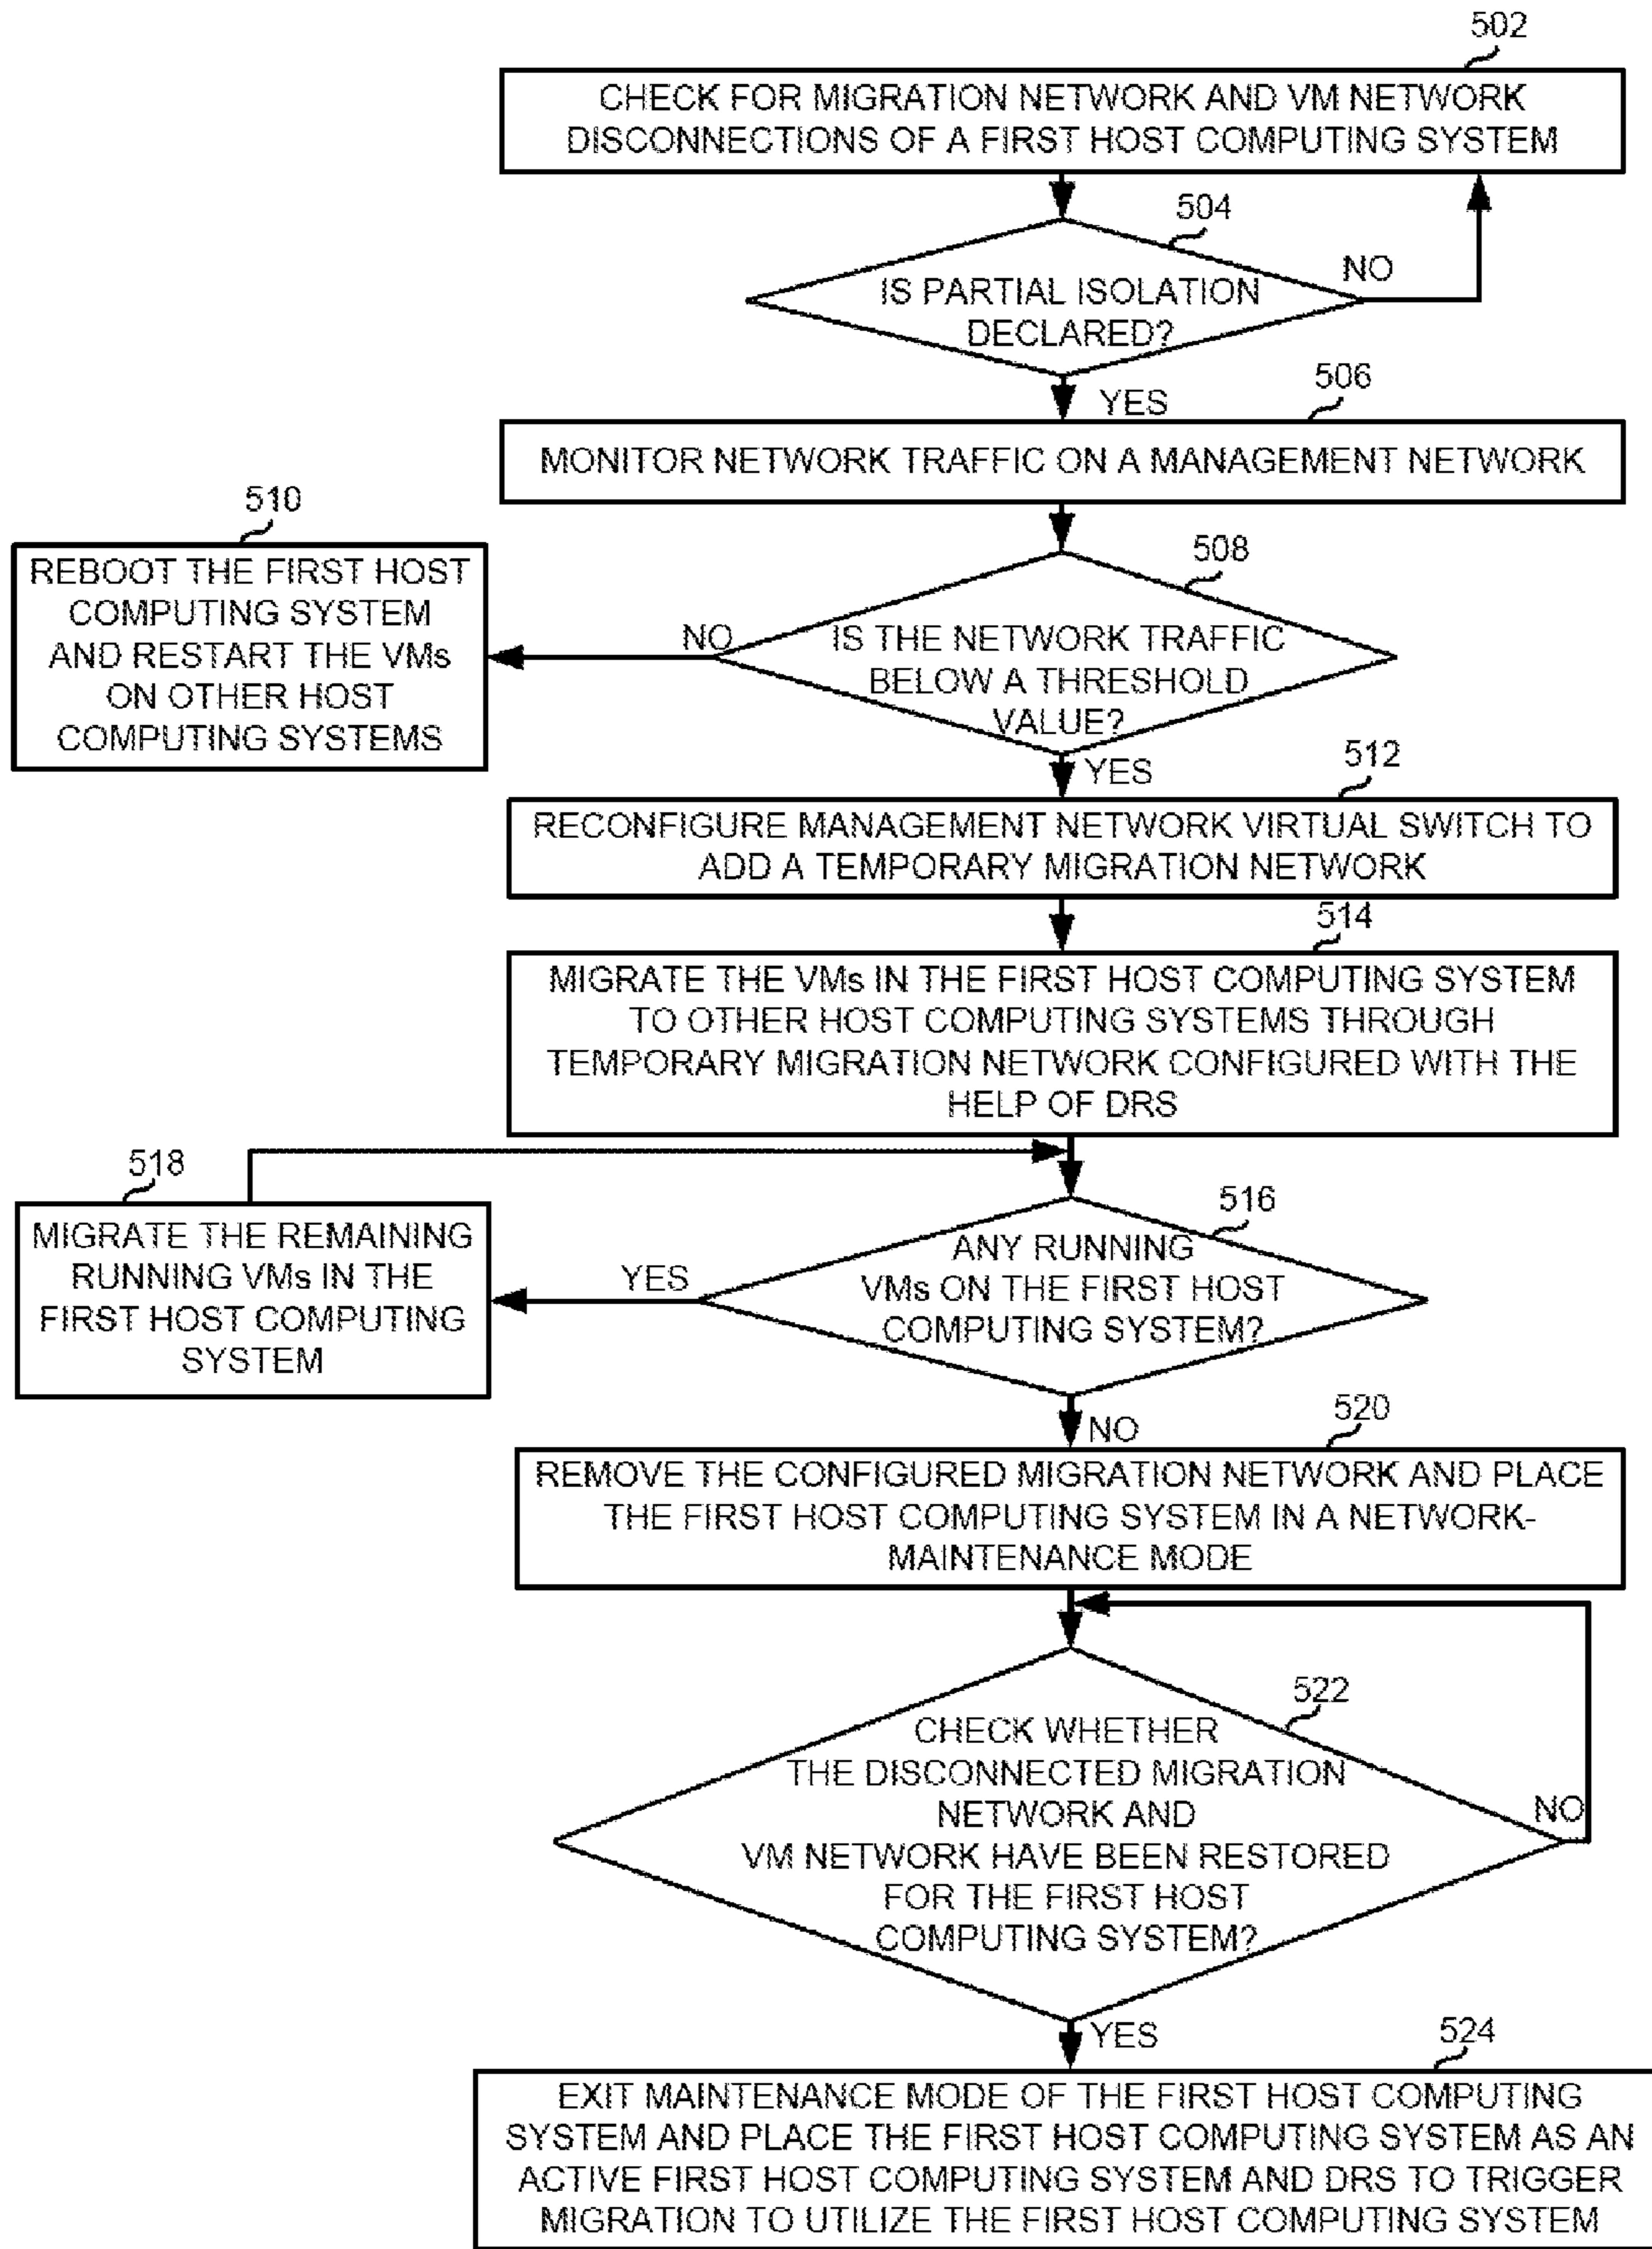 502
CHECK FOR MIGRATION NETWORK AND VM NETWORK
DISCONNECTIONS OF A FIRST HOST COMPUTING SYSTEM
504
IS PARTIAL ISOLATION
DECLARED?
NO
YES
506
MONITOR NETWORK TRAFFIC ON A MANAGEMENT NETWORK
508
IS THE NETWORK TRAFFIC
BELOW A THRESHOLD
VALUE?
NO
510
REBOOT THE FIRST HOST
COMPUTING SYSTEM
AND RESTART THE VMs
ON OTHER HOST
COMPUTING SYSTEMS
YES
512
RECONFIGURE MANAGEMENT NETWORK VIRTUAL SWITCH TO
ADD A TEMPORARY MIGRATION NETWORK
514
MIGRATE THE VMs IN THE FIRST HOST COMPUTING SYSTEM
TO OTHER HOST COMPUTING SYSTEMS THROUGH
TEMPORARY MIGRATION NETWORK CONFIGURED WITH THE
HELP OF DRS
516
ANY RUNNING
VMs ON THE FIRST HOST
COMPUTING SYSTEM?
YES
518
MIGRATE THE REMAINING
RUNNING VMs IN THE
FIRST HOST COMPUTING
SYSTEM
NO
520
REMOVE THE CONFIGURED MIGRATION NETWORK AND PLACE
THE FIRST HOST COMPUTING SYSTEM IN A NETWORK-
MAINTENANCE MODE
522
CHECK WHETHER
THE DISCONNECTED MIGRATION
NETWORK AND
VM NETWORK HAVE BEEN RESTORED
FOR THE FIRST HOST
COMPUTING SYSTEM?
NO
YES
524
EXIT MAINTENANCE MODE OF THE FIRST HOST COMPUTING
SYSTEM AND PLACE THE FIRST HOST COMPUTING SYSTEM AS AN
ACTIVE FIRST HOST COMPUTING SYSTEM AND DRS TO TRIGGER
MIGRATION TO UTILIZE THE FIRST HOST COMPUTING SYSTEM